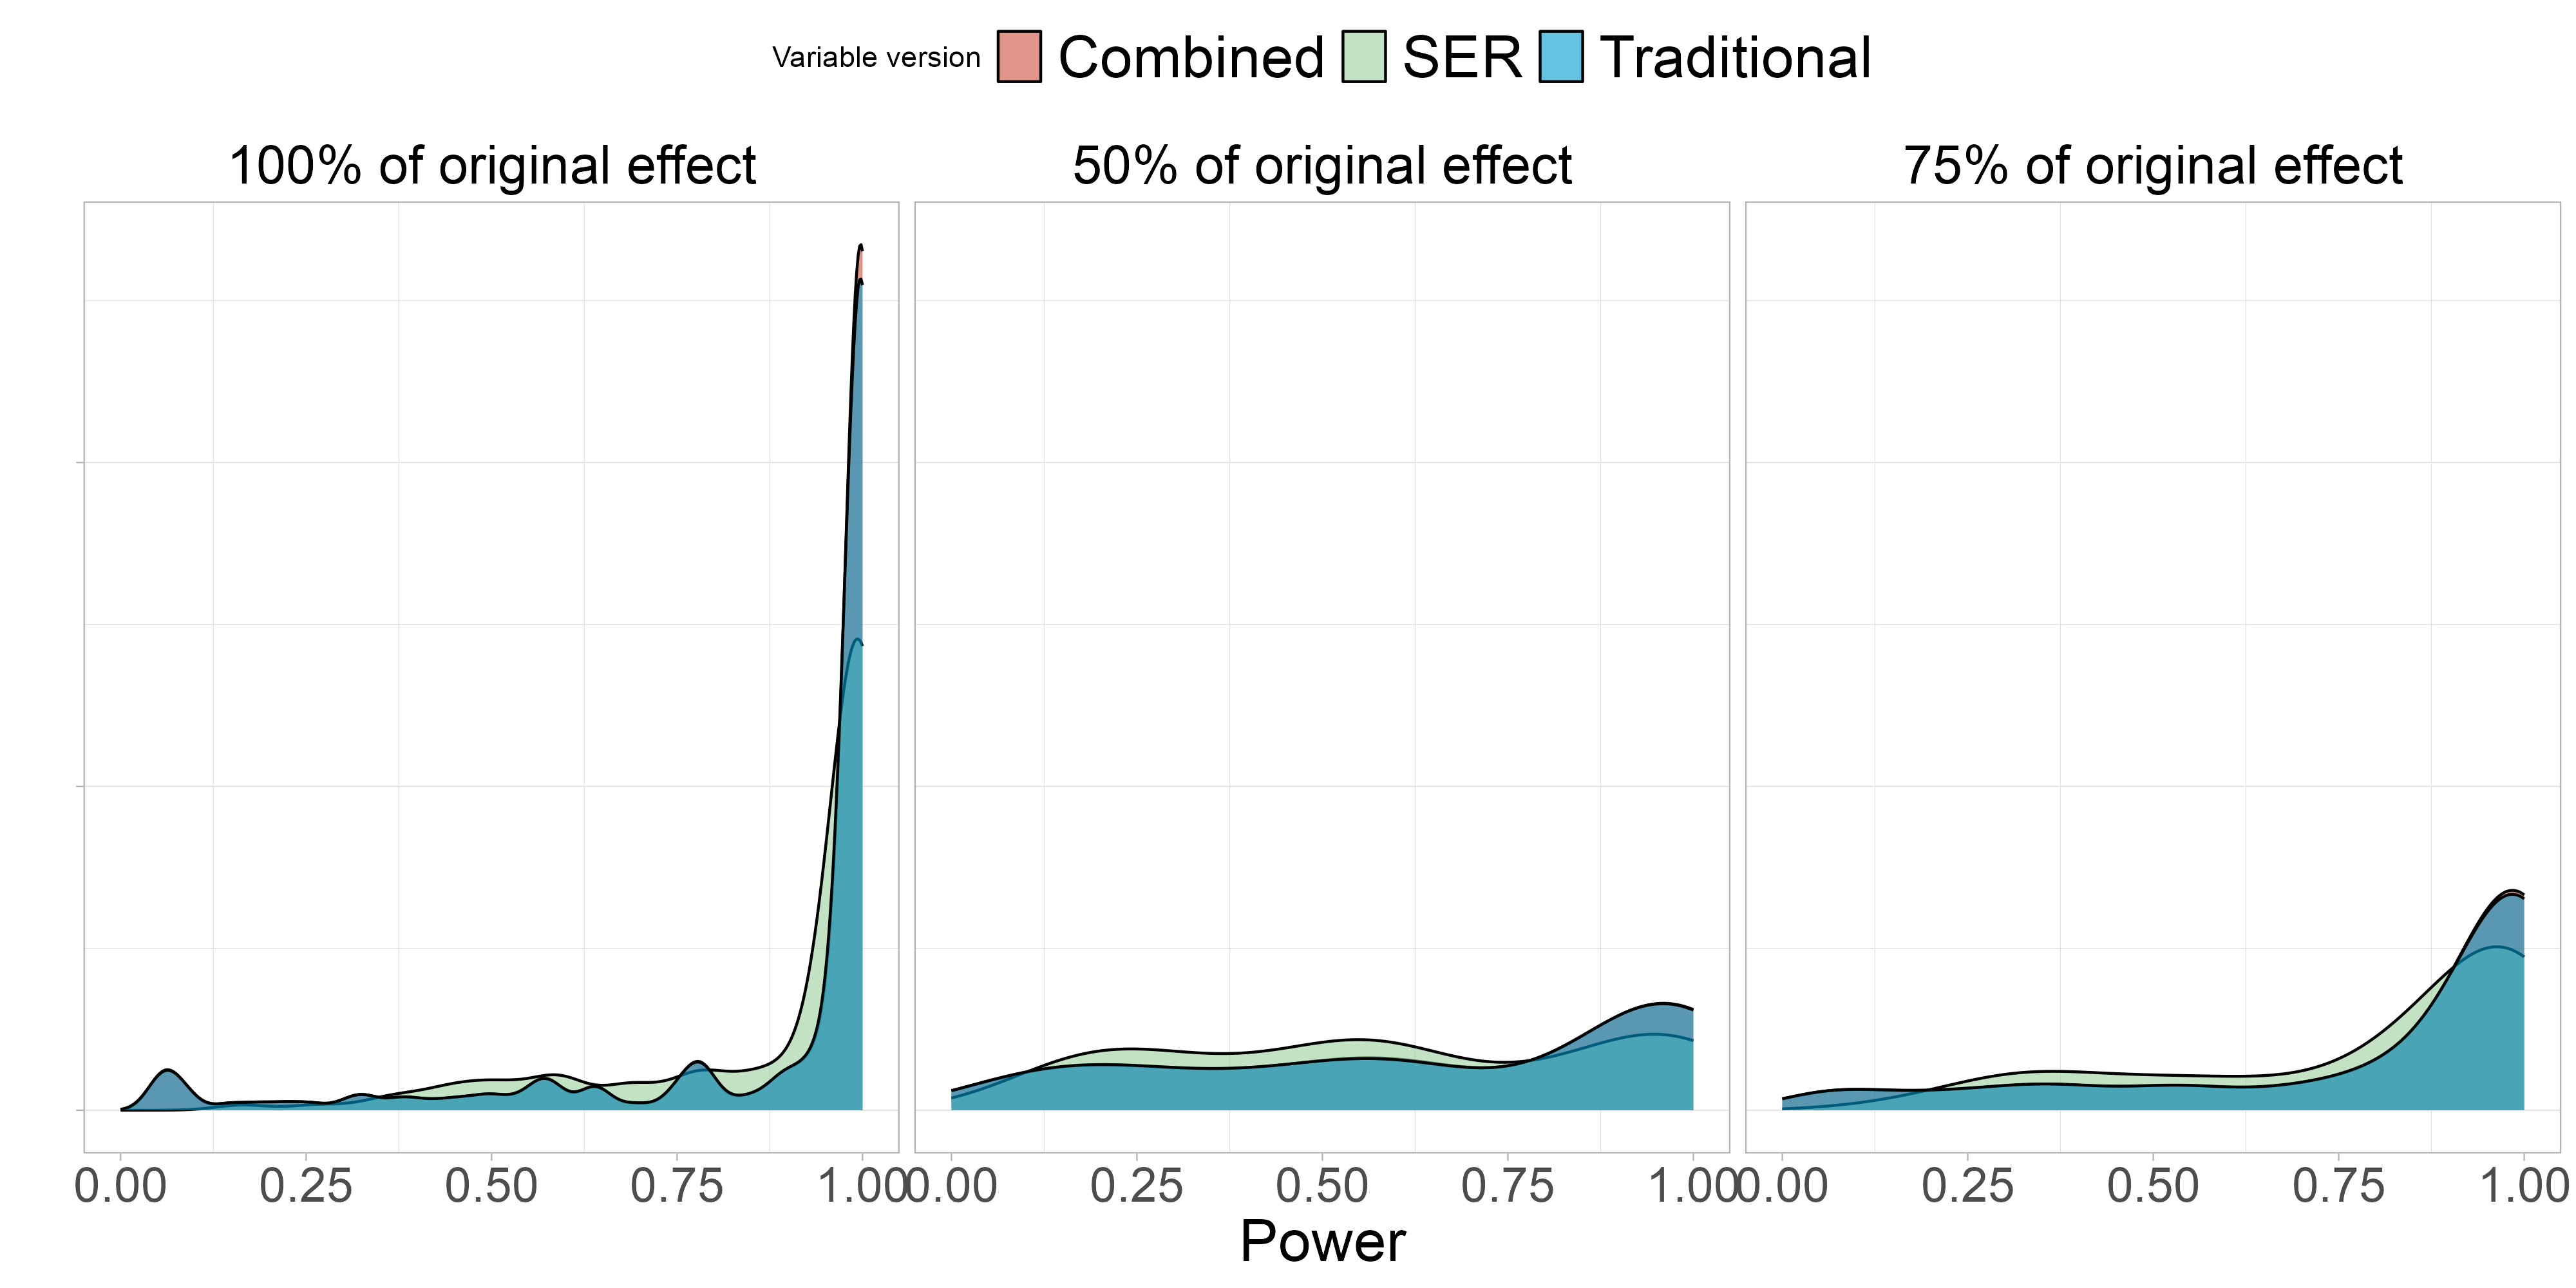 Variable version Combined SER Traditional
100% of original effect 50% of original effect 75% of original effect
0.00 0.25 0.50 0.75 1.00 0.00 0.25 0.50 0.75 1.00 0.00 0.25 0.50 0.75 1.00
Power